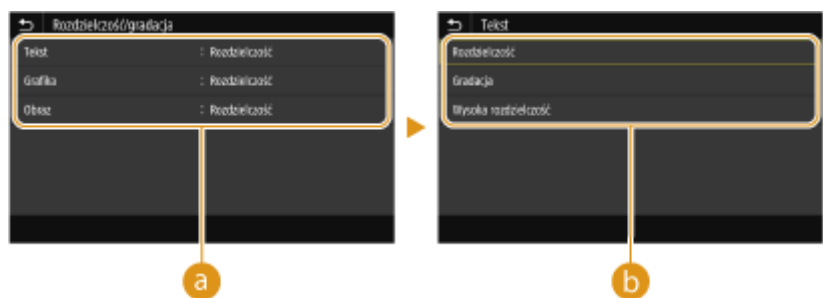 Rozdzielczość/gradacja
Tekst : Rozdzielczość
Grafika : Rozdzielczość
Obraz : Rozdzielczość
a
Tekst
Rozdzielczość
Gradacja
Wysoka rozdzielczość
b